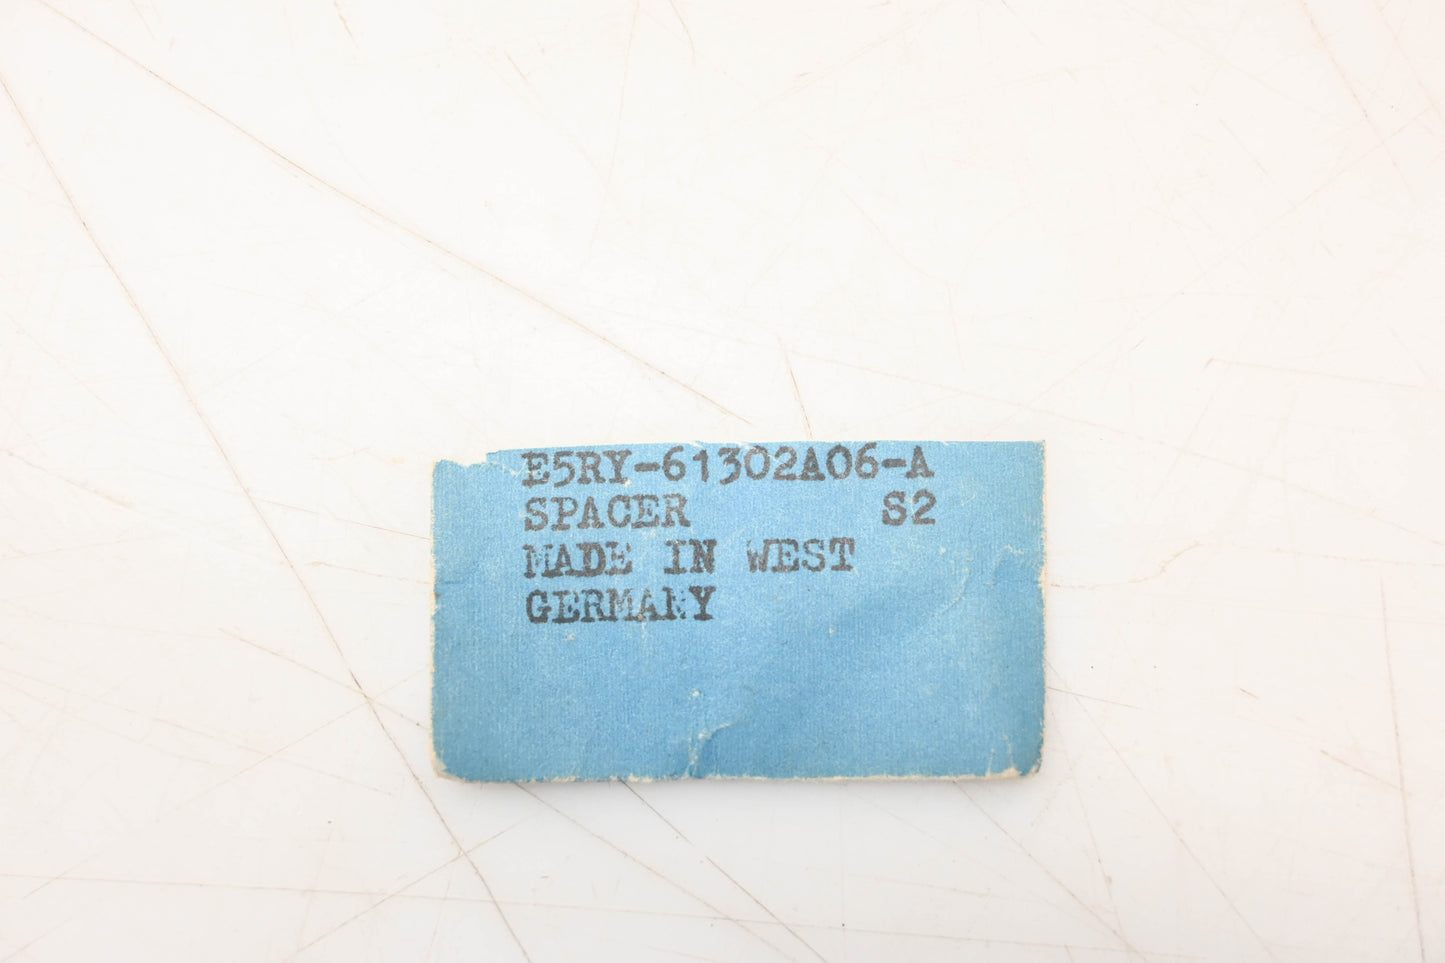 E5RY-61302A06-A
SPACER S2
MADE IN WEST
GERMANY